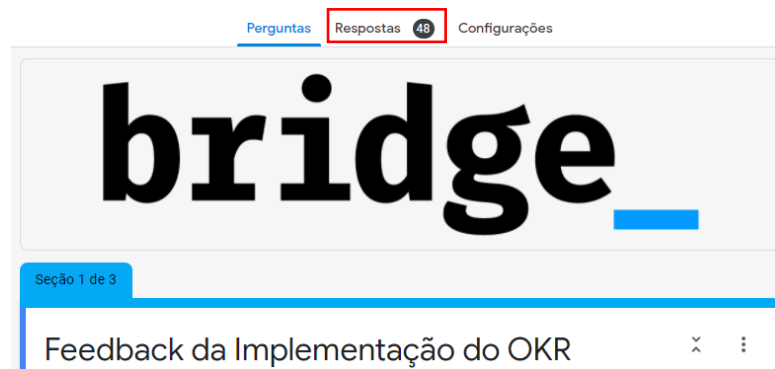 Perguntas Respostas 48 Configurações
bridge_
Seção 1 de 3
Feedback da Implementação do OKR